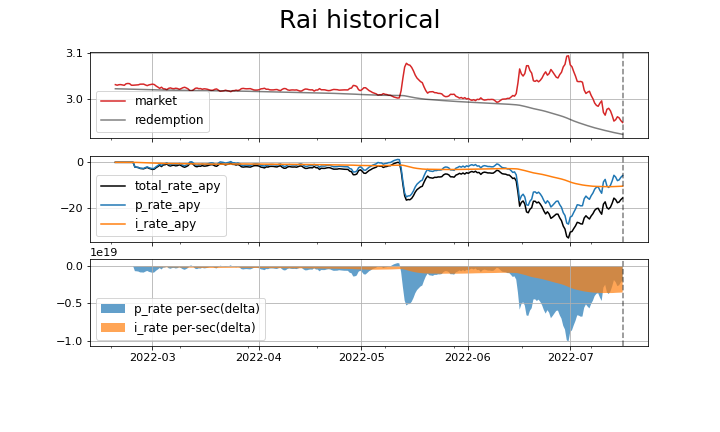 Rai historical
3.1
3.0
market
redemption
0
−20
total_rate_apy
p_rate_apy
i_rate_apy
1e19
0.0
−0.5
−1.0
p_rate per-sec(delta)
i_rate per-sec(delta)
2022-03 2022-04 2022-05 2022-06 2022-07